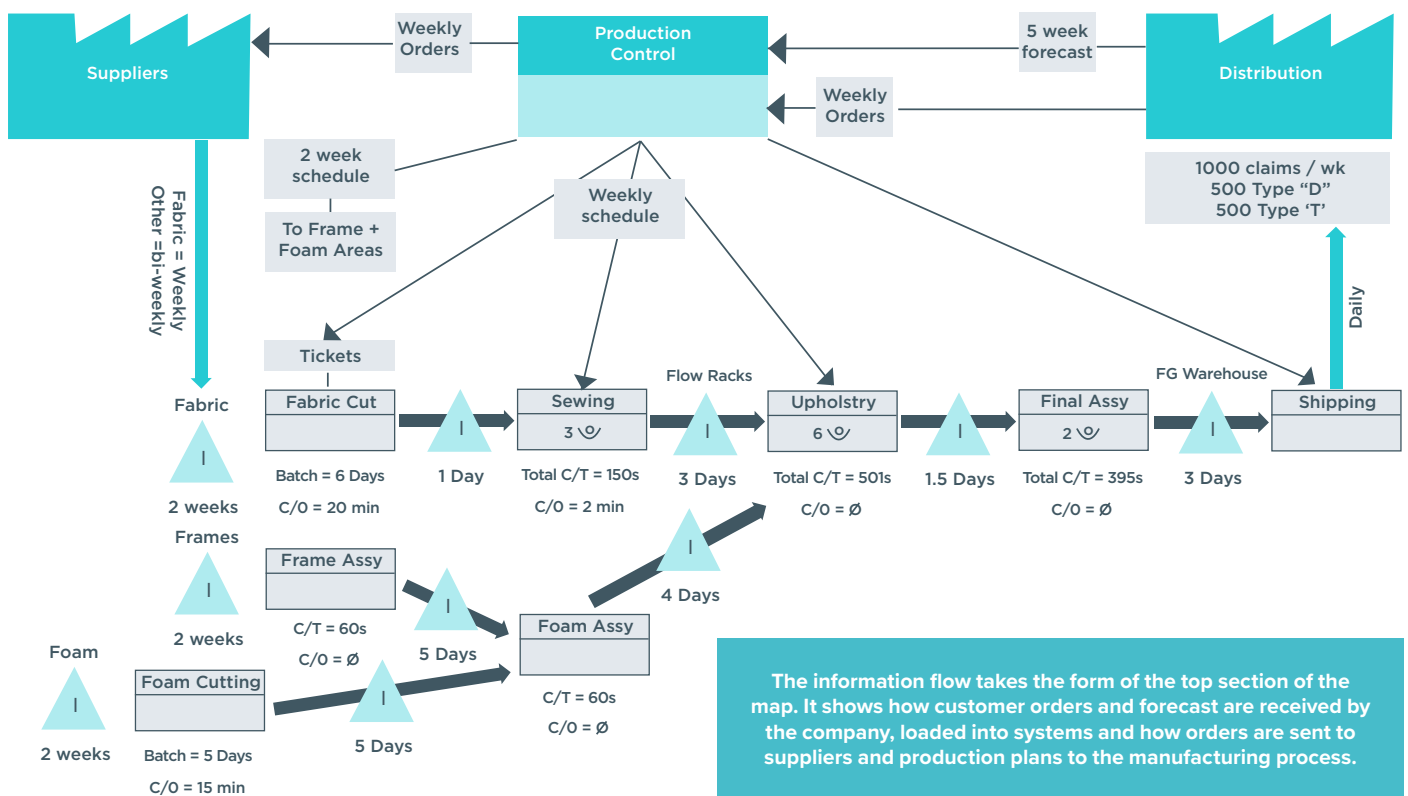 Suppliers
Weekly
Orders
Production
Control
5 week
forecast
Weekly
Orders
Distribution
1000 claims / wk
500 Type “D”
500 Type ‘T’
2 week
schedule
To Frame +
Foam Areas
Weekly
schedule
Fabric = Weekly
Other =bi-weekly
Daily
Tickets
Fabric
I
2 weeks
Fabric Cut
Batch = 6 Days
C/0 = 20 min
I
1 Day
Sewing
3
Total C/T = 150s
C/0 = 2 min
Flow Racks
I
3 Days
Upholstry
6
Total C/T = 501s
C/0 = Ø
I
1.5 Days
Final Assy
2
Total C/T = 395s
C/0 = Ø
FG Warehouse
I
3 Days
Shipping
Frames
I
2 weeks
Frame Assy
C/T = 60s
C/0 = Ø
I
5 Days
Foam
I
2 weeks
Foam Cutting
Batch = 5 Days
C/0 = 15 min
I
5 Days
Foam Assy
C/T = 60s
C/0 = Ø
I
4 Days
The information flow takes the form of the top section of the
map. It shows how customer orders and forecast are received by
the company, loaded into systems and how orders are sent to
suppliers and production plans to the manufacturing process.